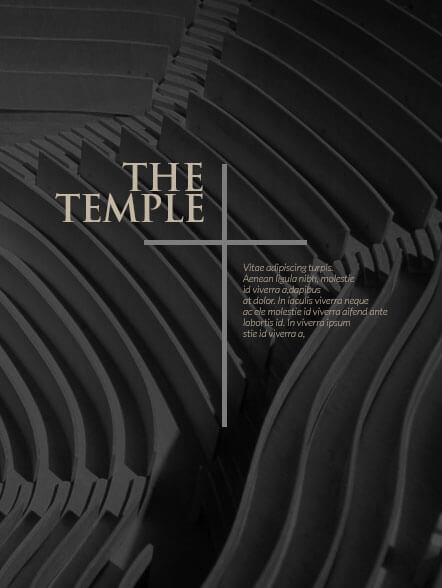 THE
TEMPLE
Vitae adipiscing turpis.
Aenean ligula nibh, molestie
id viverra a,dapibus
at dolor. In iaculis viverra neque
ac ele molestie id viverra aifend ante
lobortis id. In viverra ipsum
stie id viverra a,